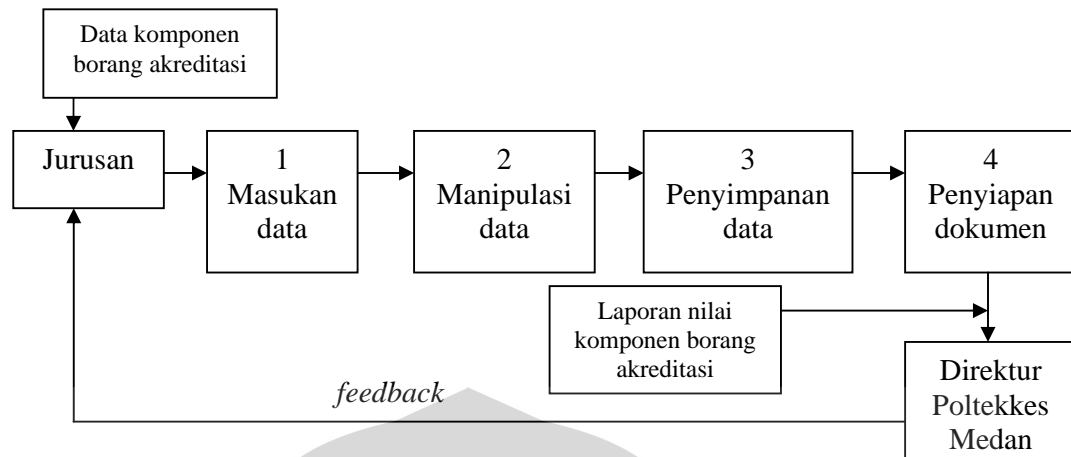 Data komponen
borang akreditasi
Jurusan
1
Masukan
data
2
Manipulasi
data
3
Penyimpanan
data
4
Penyiapan
dokumen
Laporan nilai
komponen borang
akreditasi
Direktur
Poltekkes
Medan
feedback